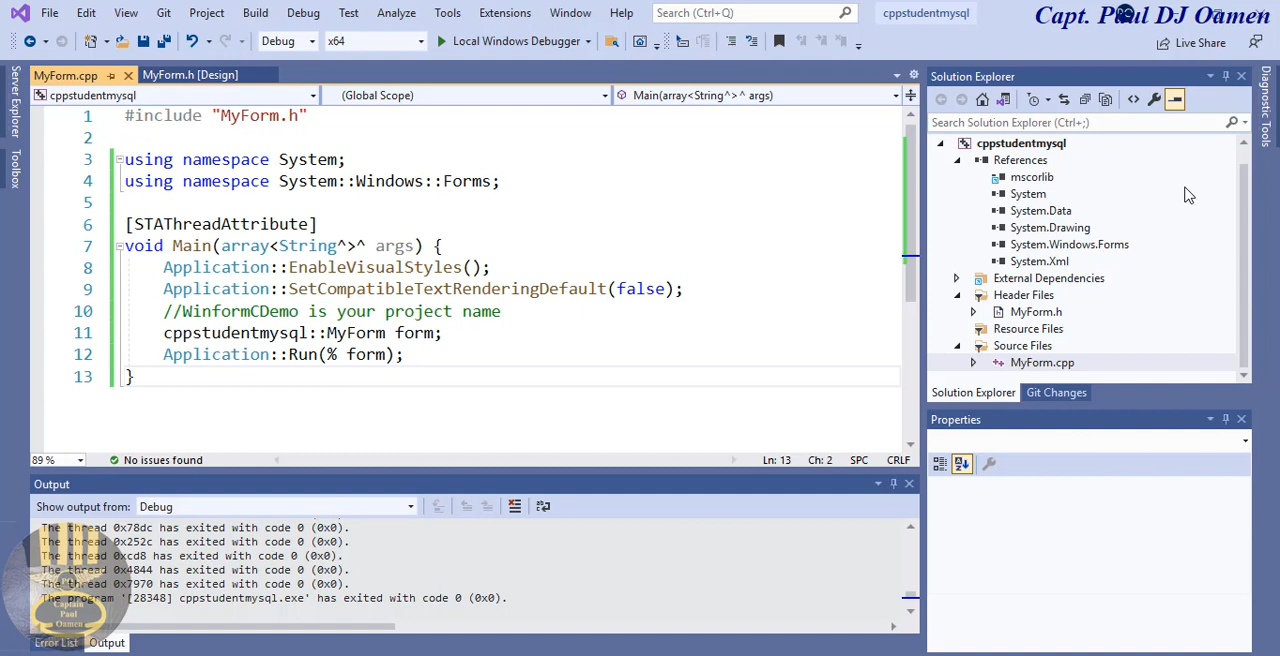 File Edit View Git Project Build Debug Test Analyze Tools Extensions Window Help Search (Ctrl+Q) cppstudentmysql
Capt. Paul DJ Oamen
Debug x64 Local Windows Debugger Live Share
Server Explorer
Toolbox
Diagnostic Tools
MyForm.cpp MyForm.h [Design]
cppstudentmysql (Global Scope) Main(array<String^>^ args)
1 #include "MyForm.h"
2
3 using namespace System;
4 using namespace System::Windows::Forms;
5
6 [STAThreadAttribute]
7 void Main(array<String^>^ args) {
8 Application::EnableVisualStyles();
9 Application::SetCompatibleTextRenderingDefault(false);
10 //WinformCDemo is your project name
11 cppstudentmysql::MyForm form;
12 Application::Run(% form);
13 }
89 % No issues found Ln: 13 Ch: 2 SPC CRLF
Output
Show output from: Debug
The thread 0x78dc has exited with code 0 (0x0).
The thread 0x252c has exited with code 0 (0x0).
The thread 0xcd8 has exited with code 0 (0x0).
The thread 0x4844 has exited with code 0 (0x0).
The thread 0x7970 has exited with code 0 (0x0).
The program '[28348] cppstudentmysql.exe' has exited with code 0 (0x0).
Captain
Paul
Oamen
Error List Output
Solution Explorer
Search Solution Explorer (Ctrl+;)
cppstudentmysql
References
mscorlib
System
System.Data
System.Drawing
System.Windows.Forms
System.Xml
External Dependencies
Header Files
MyForm.h
Resource Files
Source Files
MyForm.cpp
Solution Explorer Git Changes
Properties